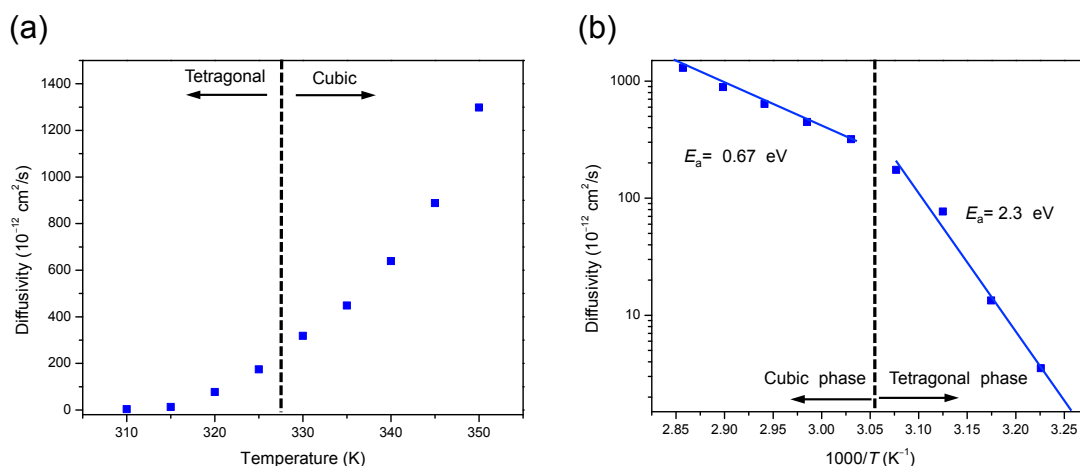 (a)
Tetragonal
Cubic
1400
1200
1000
800
600
400
200
0
310
320
330
340
350
Temperature (K)
Diffusivity (10⁻¹² cm²/s)
(b)
1000
100
10
Eₐ= 0.67 eV
Eₐ= 2.3 eV
Cubic phase
Tetragonal phase
2.85
2.90
2.95
3.00
3.05
3.10
3.15
3.20
3.25
1000/T (K⁻¹)
Diffusivity (10⁻¹² cm²/s)